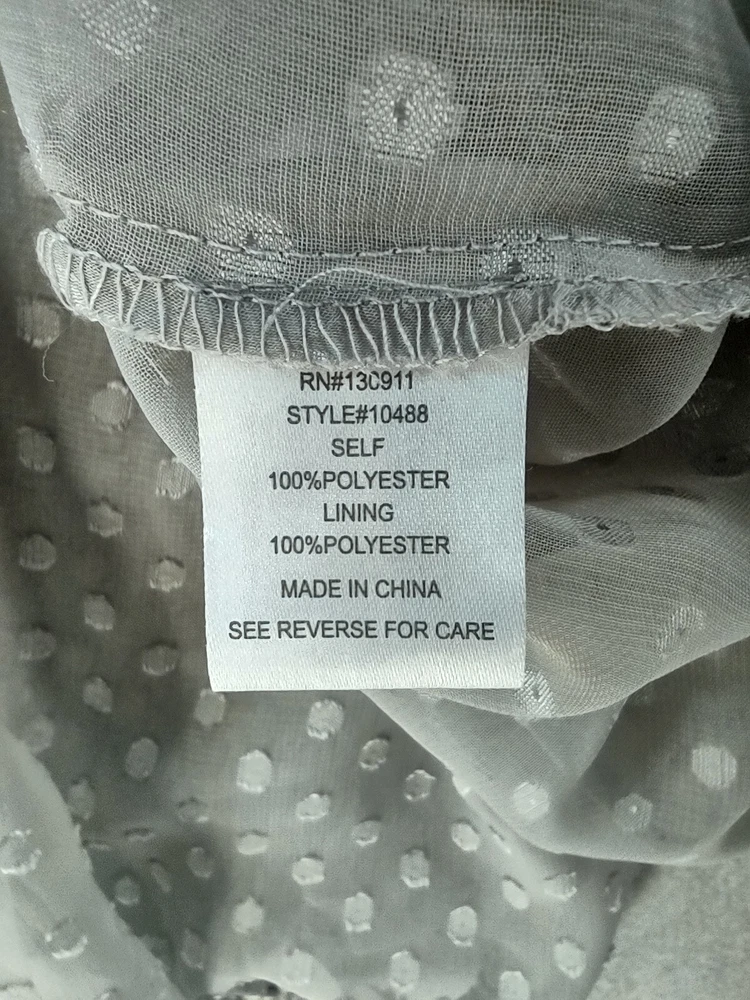 RN#130911
STYLE#10488
SELF
100%POLYESTER
LINING
100%POLYESTER
MADE IN CHINA
SEE REVERSE FOR CARE